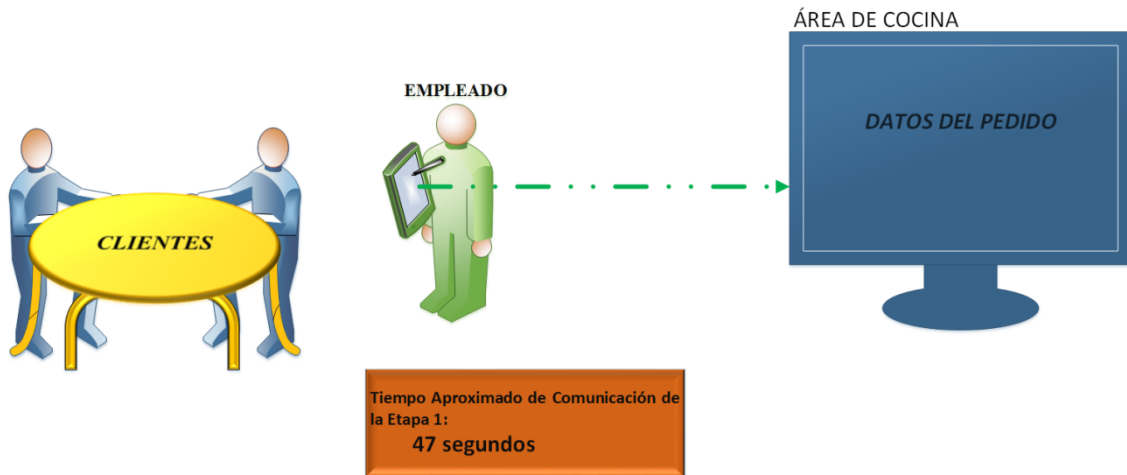 ÁREA DE COCINA
EMPLEADO
DATOS DEL PEDIDO
CLIENTES
Tiempo Aproximado de Comunicación de
la Etapa 1:
47 segundos